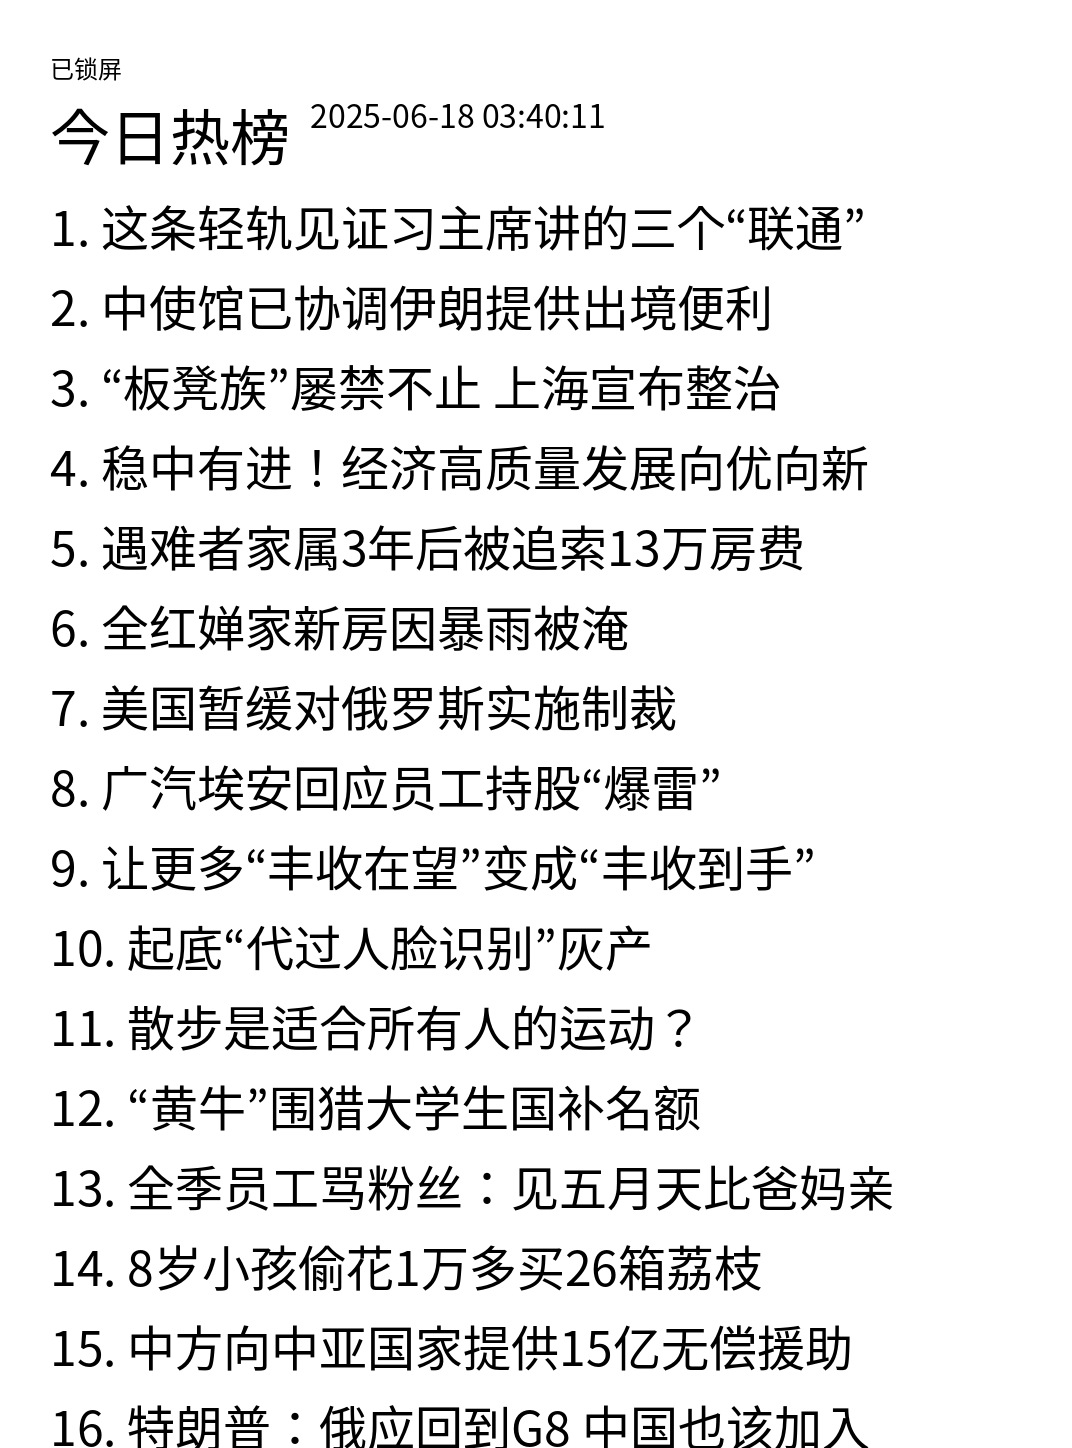 已锁屏
今日热榜 2025-06-18 03:40:11
1. 这条轻轨见证习主席讲的三个“联通”
2. 中使馆已协调伊朗提供出境便利
3. “板凳族”屡禁不止 上海宣布整治
4. 稳中有进！经济高质量发展向优向新
5. 遇难者家属3年后被追索13万房费
6. 全红婵家新房因暴雨被淹
7. 美国暂缓对俄罗斯实施制裁
8. 广汽埃安回应员工持股“爆雷”
9. 让更多“丰收在望”变成“丰收到手”
10. 起底“代过人脸识别”灰产
11. 散步是适合所有人的运动？
12. “黄牛”围猎大学生国补名额
13. 全季员工骂粉丝：见五月天比爸妈亲
14. 8岁小孩偷花1万多买26箱荔枝
15. 中方向中亚国家提供15亿无偿援助
16. 特朗普：俄应回到G8 中国也该加入